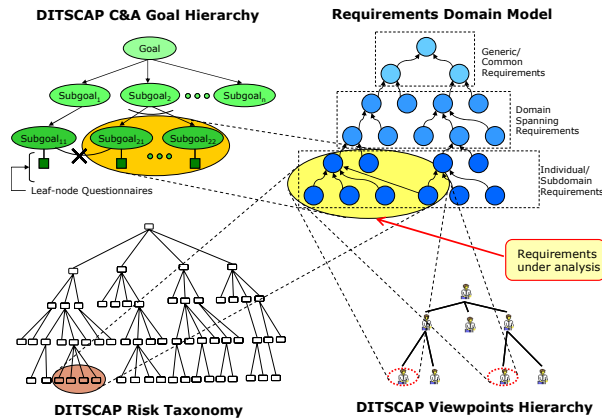 DITSCAP C&A Goal Hierarchy
Requirements Domain Model
Goal
Subgoal1
Subgoal2
Subgoaln
Subgoal11
Subgoal21
Subgoal22
Leaf-node Questionnaires
Generic/
Common
Requirements
Domain
Spanning
Requirements
Individual/
Subdomain
Requirements
Requirements
under analysis
DITSCAP Risk Taxonomy
DITSCAP Viewpoints Hierarchy